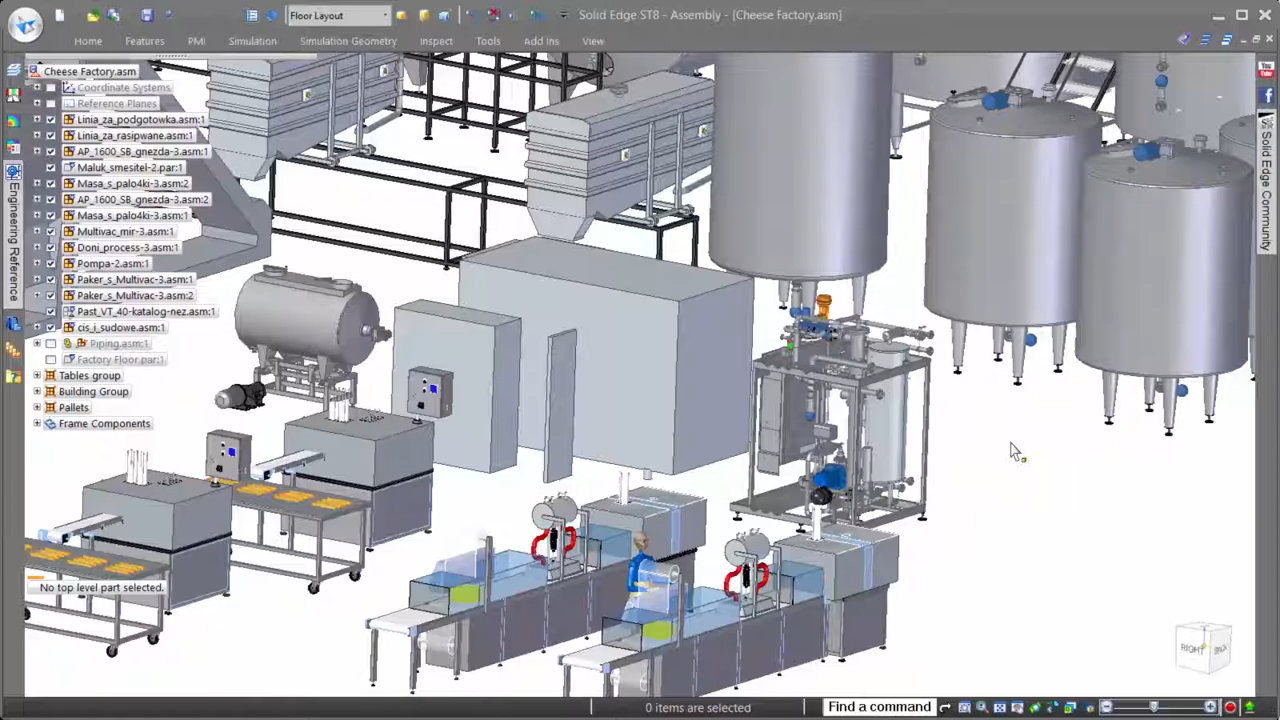 Floor Layout
Solid Edge ST8 - Assembly - [Cheese Factory.asm]
Home Features PMI Simulation Simulation Geometry Inspect Tools Add Ins View
Cheese Factory.asm
Coordinate Systems
Reference Planes
Linia_za_podgotowka.asm:1
Linia_za_rasipwane.asm:1
AP_1600_SB_gnezda-3.asm:1
Maluk_smesitel-2.par:1
Masa_s_palo4ki-3.asm:2
AP_1600_SB_gnezda-3.asm:2
Masa_s_palo4ki-3.asm:1
Multivac_mir-3.asm:1
Doni_process-3.asm:1
Pompa-2.asm:1
Paker_s_Multivac-3.asm:1
Paker_s_Multivac-3.asm:2
Past_VT_40-katalog-nez.asm:1
cis_i_sudowe.asm:1
Piping.asm:1
Factory Floor.par:1
Tables group
Building Group
Pallets
Frame Components
Engineering Reference
You Tube
Solid Edge Community
No top level part selected.
RIGHT
BACK
0 items are selected
Find a command